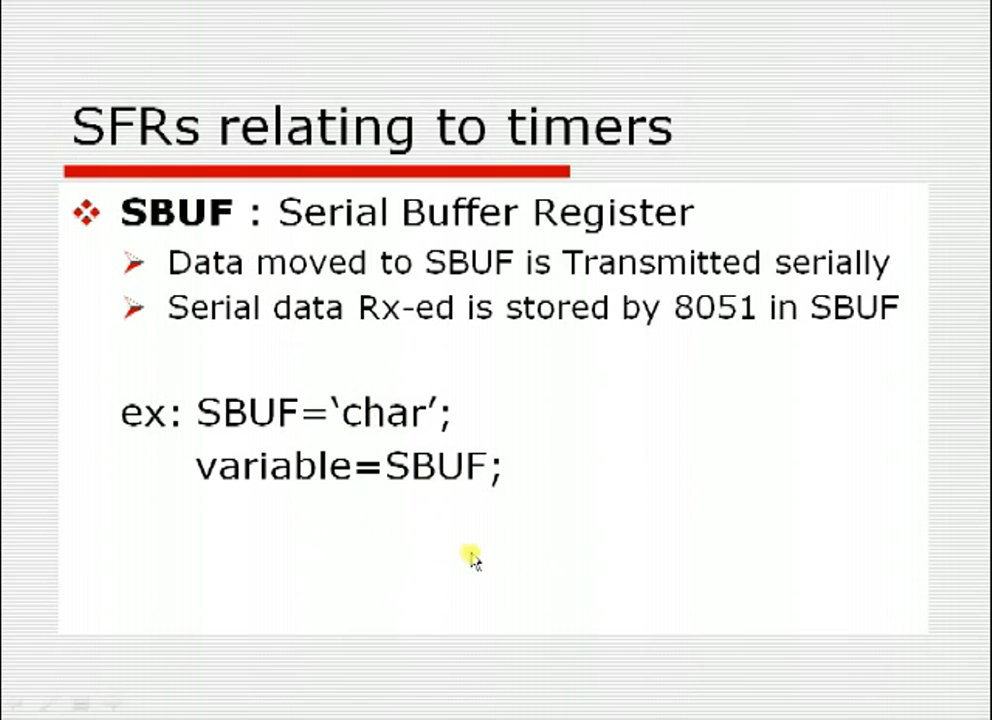 SFRs relating to timers
SBUF : Serial Buffer Register
Data moved to SBUF is Transmitted serially
Serial data Rx-ed is stored by 8051 in SBUF
ex: SBUF=‘char’;
variable=SBUF;